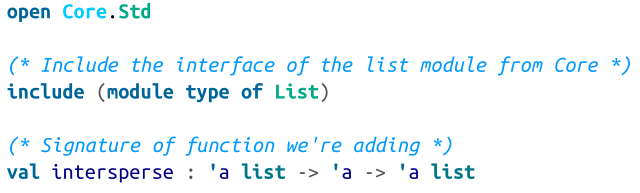 open Core.Std
(* Include the interface of the list module from Core *)
include (module type of List)
(* Signature of function we're adding *)
val intersperse : 'a list -> 'a -> 'a list